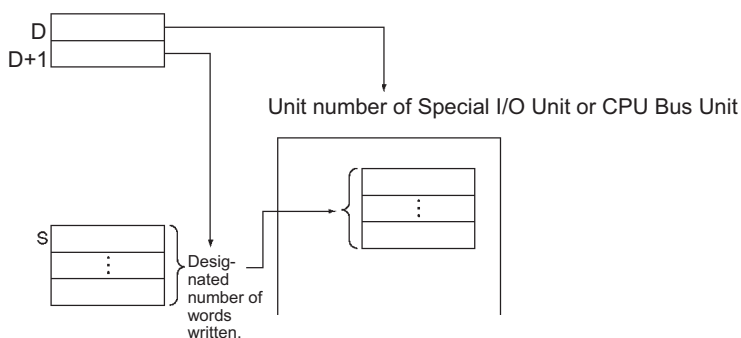 D
D+1
Unit number of Special I/O Unit or CPU Bus Unit
S
Desig-
nated
number of
words
written.